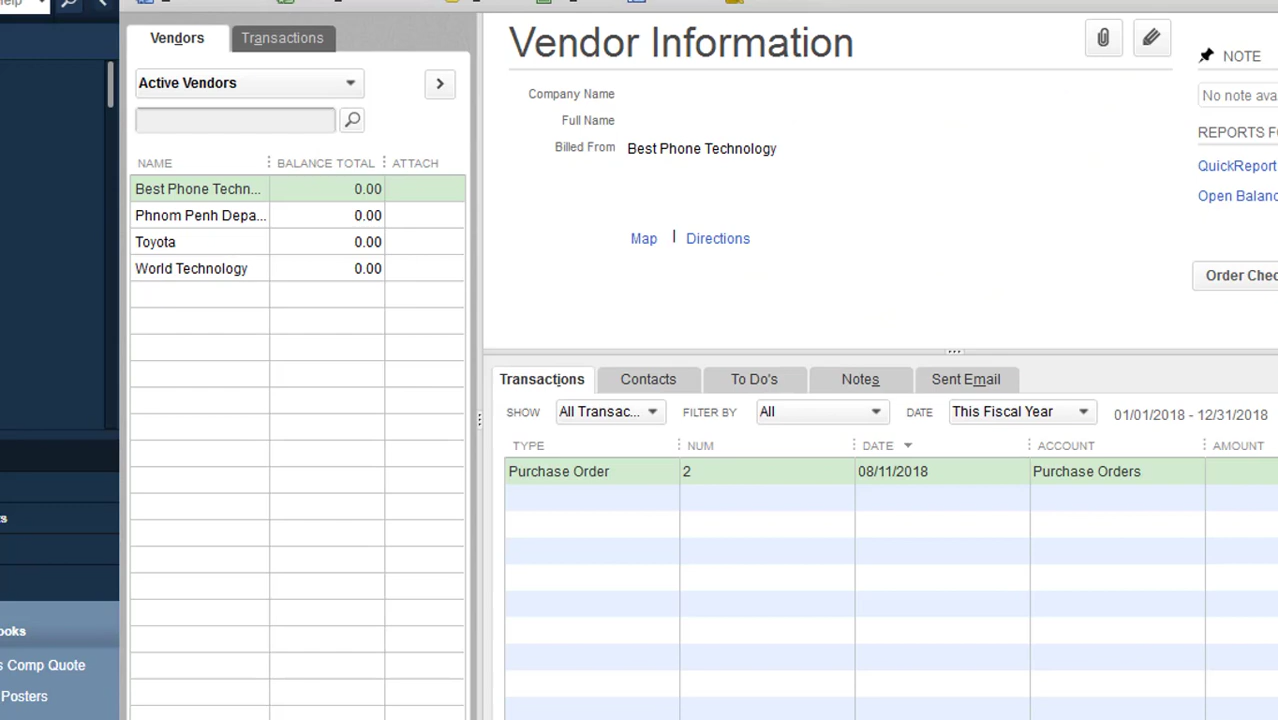 Help
Vendors Transactions
Active Vendors
NAME BALANCE TOTAL ATTACH
Best Phone Techn... 0.00
Phnom Penh Depa... 0.00
Toyota 0.00
World Technology 0.00
s
ooks
s Comp Quote
Posters
Vendor Information
Company Name
Full Name
Billed From Best Phone Technology
Map | Directions
NOTE
No note ava
REPORTS FO
QuickReport
Open Balanc
Order Chec
Transactions Contacts To Do's Notes Sent Email
SHOW All Transac... FILTER BY All DATE This Fiscal Year 01/01/2018 - 12/31/2018
TYPE NUM DATE ACCOUNT AMOUNT
Purchase Order 2 08/11/2018 Purchase Orders